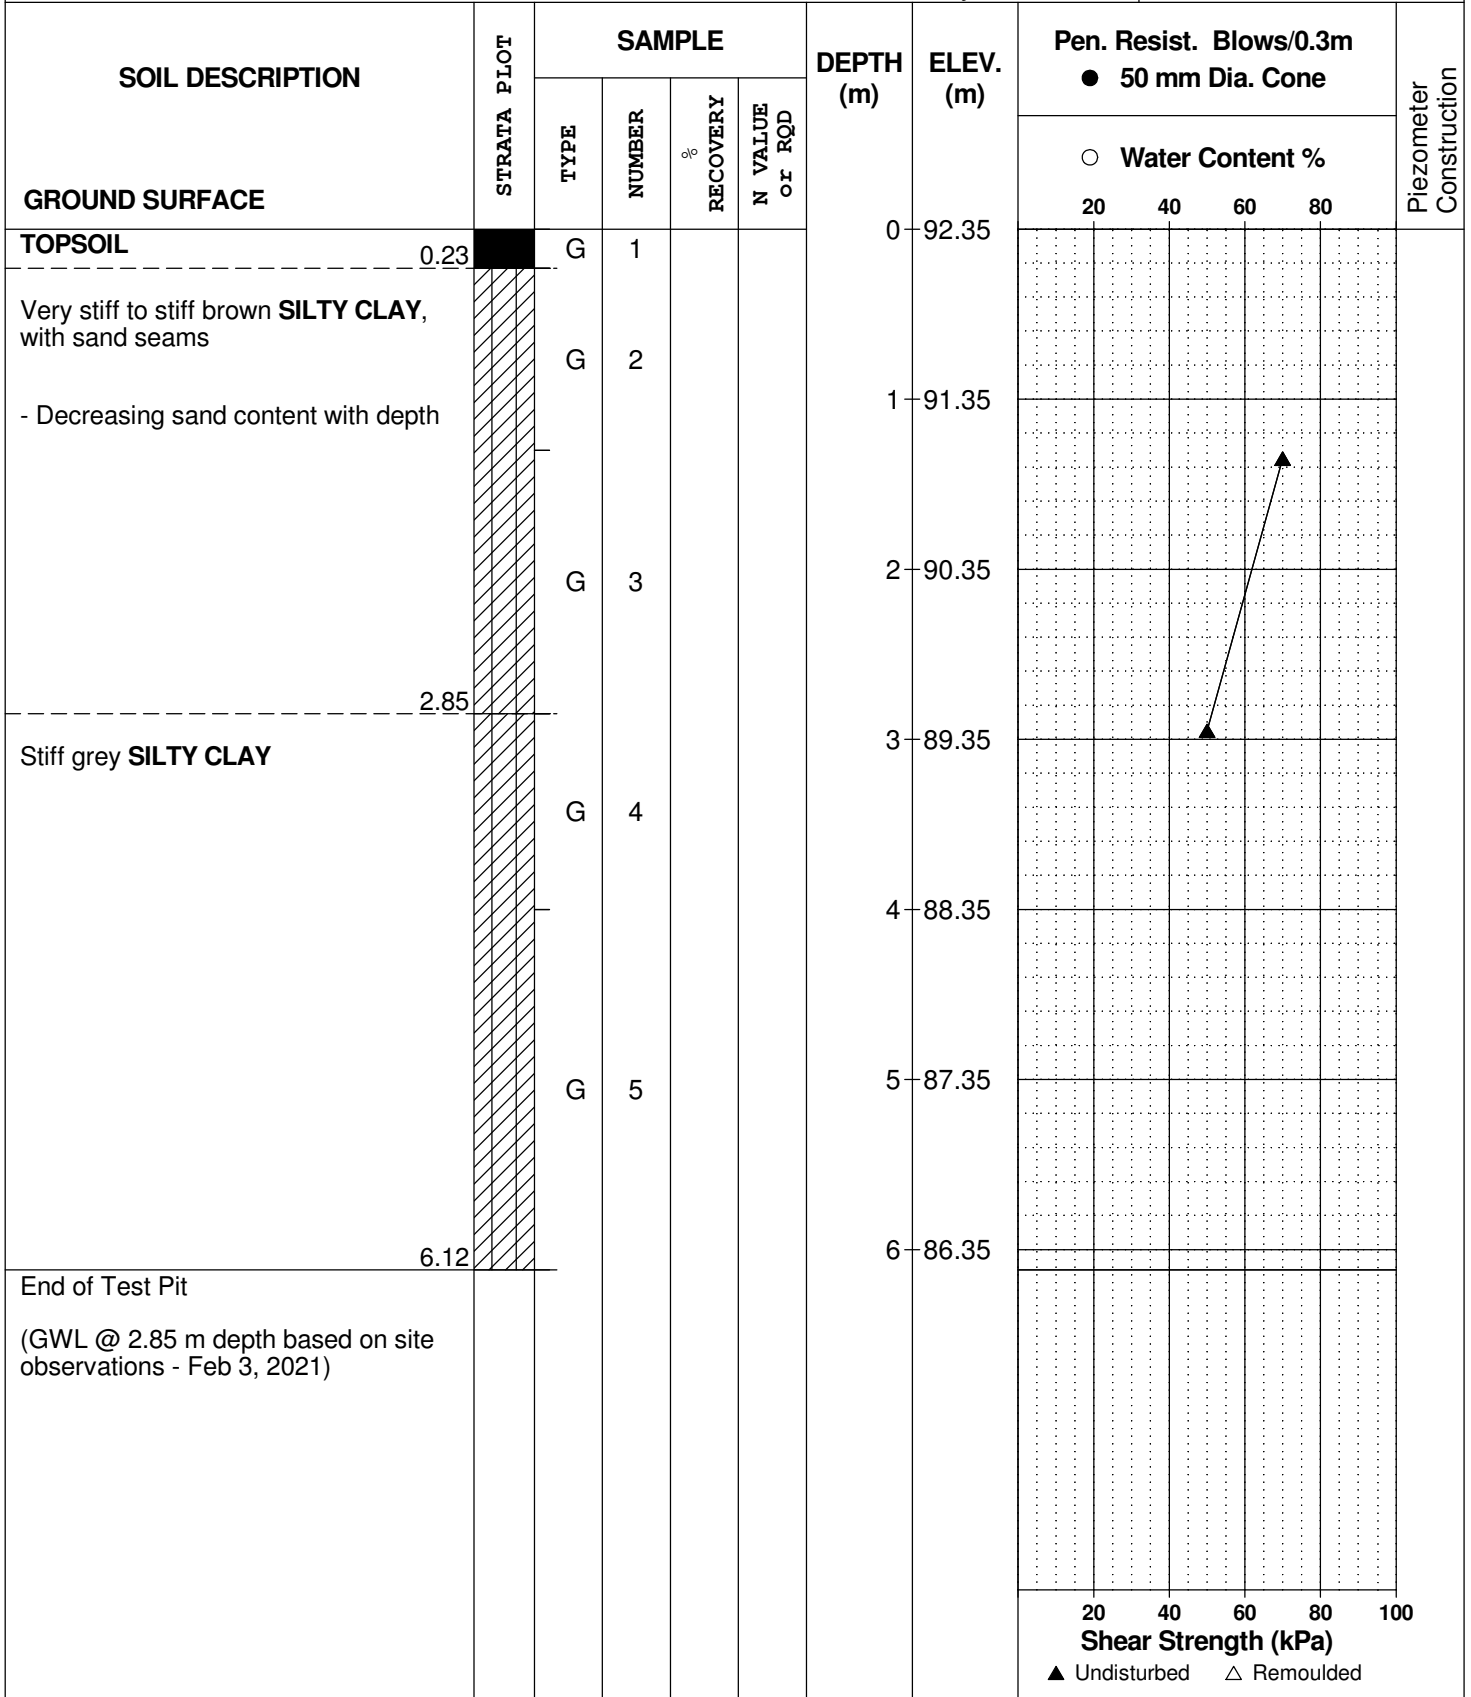 SOIL DESCRIPTION
GROUND SURFACE
STRATA PLOT
SAMPLE
TYPE
NUMBER
%
RECOVERY
N VALUE
or RQD
DEPTH
(m)
ELEV.
(m)
Pen. Resist. Blows/0.3m
● 50 mm Dia. Cone
○ Water Content %
20 40 60 80
Piezometer
Construction
TOPSOIL
0.23
G 1
0 92.35
Very stiff to stiff brown SILTY CLAY,
with sand seams
G 2
- Decreasing sand content with depth
1 91.35
2 90.35
G 3
2.85
3 89.35
Stiff grey SILTY CLAY
G 4
4 88.35
5 87.35
G 5
6 86.35
6.12
End of Test Pit
(GWL @ 2.85 m depth based on site
observations - Feb 3, 2021)
20 40 60 80 100
Shear Strength (kPa)
▲ Undisturbed △ Remoulded